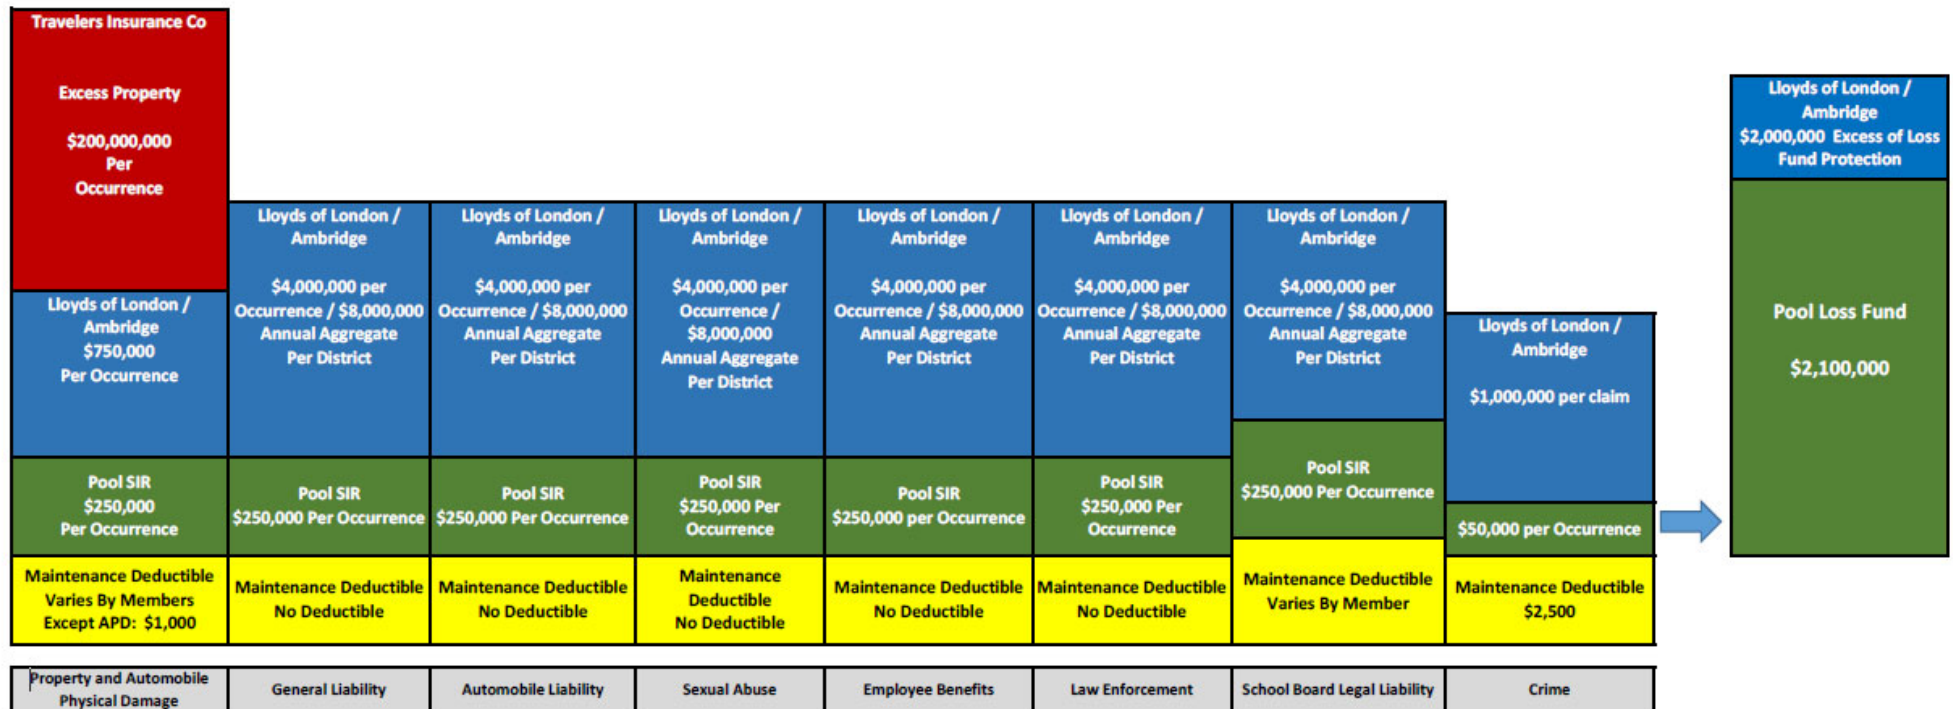 Travelers Insurance Co
Excess Property
$200,000,000
Per
Occurrence
Lloyds of London /
Ambridge
$750,000
Per Occurrence
Pool SIR
$250,000
Per Occurrence
Maintenance Deductible
Varies By Members
Except APD: $1,000
Property and Automobile
Physical Damage
Lloyds of London /
Ambridge
$4,000,000 per
Occurrence / $8,000,000
Annual Aggregate
Per District
Pool SIR
$250,000 Per Occurrence
Maintenance Deductible
No Deductible
General Liability
Lloyds of London /
Ambridge
$4,000,000 per
Occurrence / $8,000,000
Annual Aggregate
Per District
Pool SIR
$250,000 Per Occurrence
Maintenance Deductible
No Deductible
Automobile Liability
Lloyds of London /
Ambridge
$4,000,000 per
Occurrence /
$8,000,000
Annual Aggregate
Per District
Pool SIR
$250,000 Per
Occurrence
Maintenance
Deductible
No Deductible
Sexual Abuse
Lloyds of London /
Ambridge
$4,000,000 per
Occurrence / $8,000,000
Annual Aggregate
Per District
Pool SIR
$250,000 per Occurrence
Maintenance Deductible
No Deductible
Employee Benefits
Lloyds of London /
Ambridge
$4,000,000 per
Occurrence / $8,000,000
Annual Aggregate
Per District
Pool SIR
$250,000 Per
Occurrence
Maintenance Deductible
No Deductible
Law Enforcement
Lloyds of London /
Ambridge
$4,000,000 per
Occurrence / $8,000,000
Annual Aggregate
Per District
Pool SIR
$250,000 Per Occurrence
Maintenance Deductible
Varies By Member
School Board Legal Liability
Lloyds of London /
Ambridge
$1,000,000 per claim
$50,000 per Occurrence
Maintenance Deductible
$2,500
Crime
Lloyds of London /
Ambridge
$2,000,000 Excess of Loss
Fund Protection
Pool Loss Fund
$2,100,000